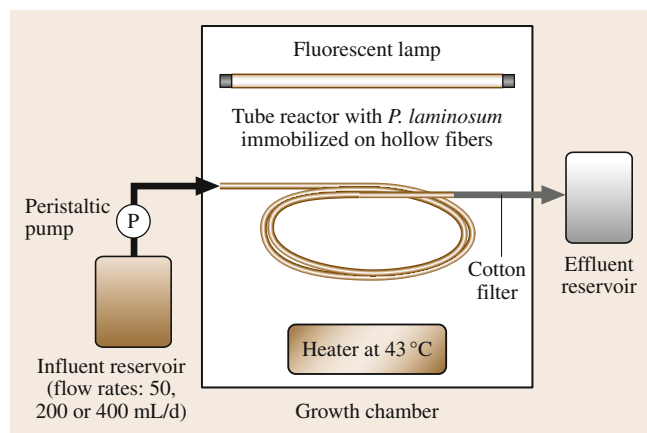 Fluorescent lamp
Tube reactor with P. laminosum
immobilized on hollow fibers
Peristaltic
pump
P
Cotton
filter
Effluent
reservoir
Heater at 43 °C
Influent reservoir
(flow rates: 50,
200 or 400 mL/d)
Growth chamber